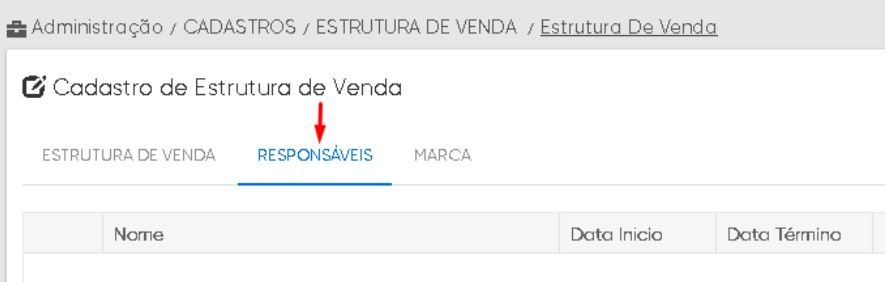 Administração / CADASTROS / ESTRUTURA DE VENDA / Estrutura De Venda
Cadastro de Estrutura de Venda
ESTRUTURA DE VENDA RESPONSÁVEIS MARCA
Nome Data Inicio Data Término